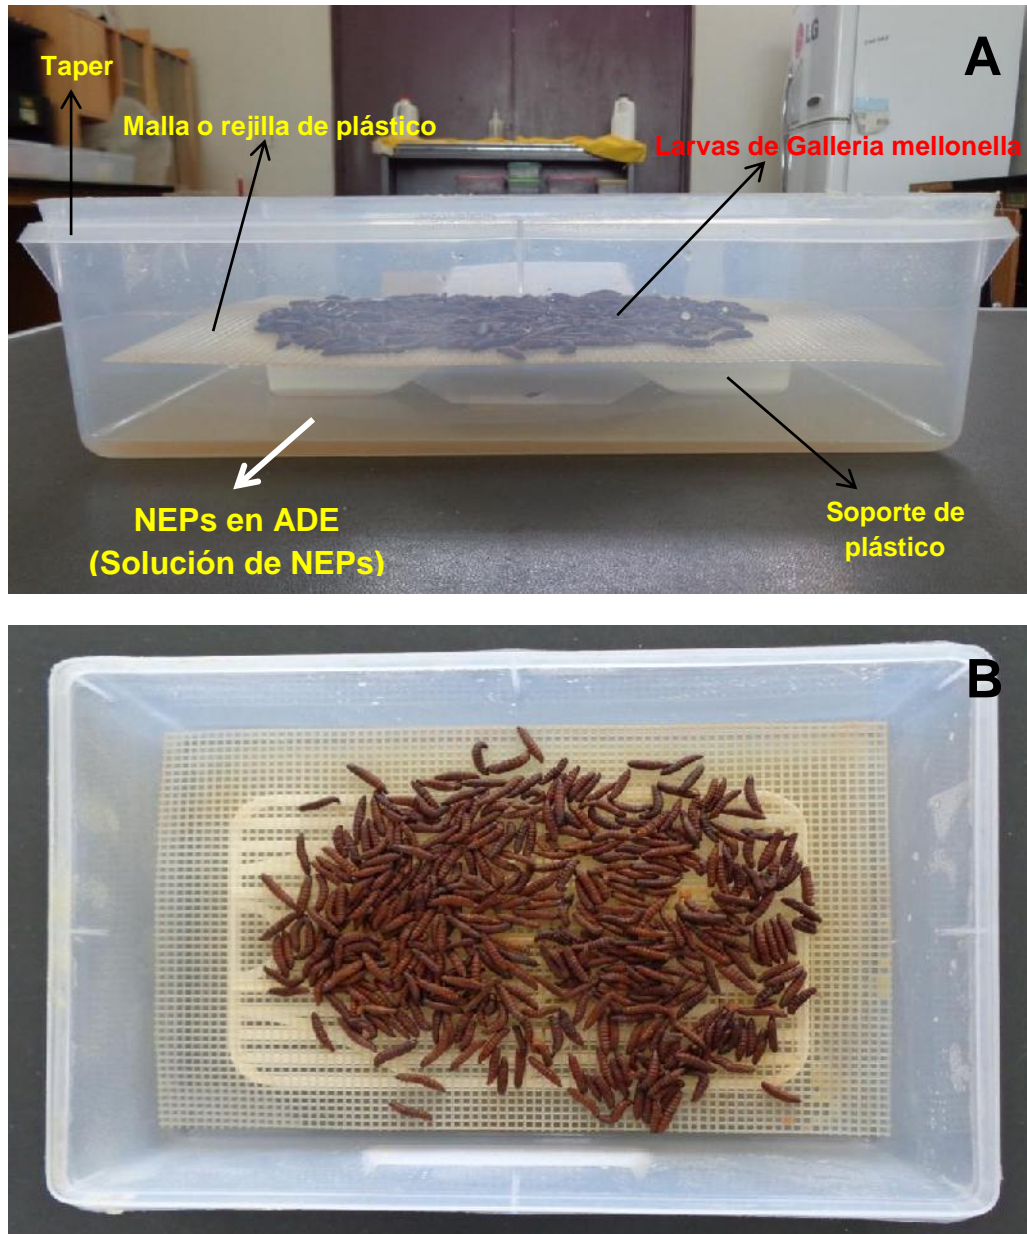 A
LG
Taper
Malla o rejilla de plástico
Larvas de Galleria mellonella
NEPs en ADE
(Solución de NEPs)
Soporte de
plástico
B